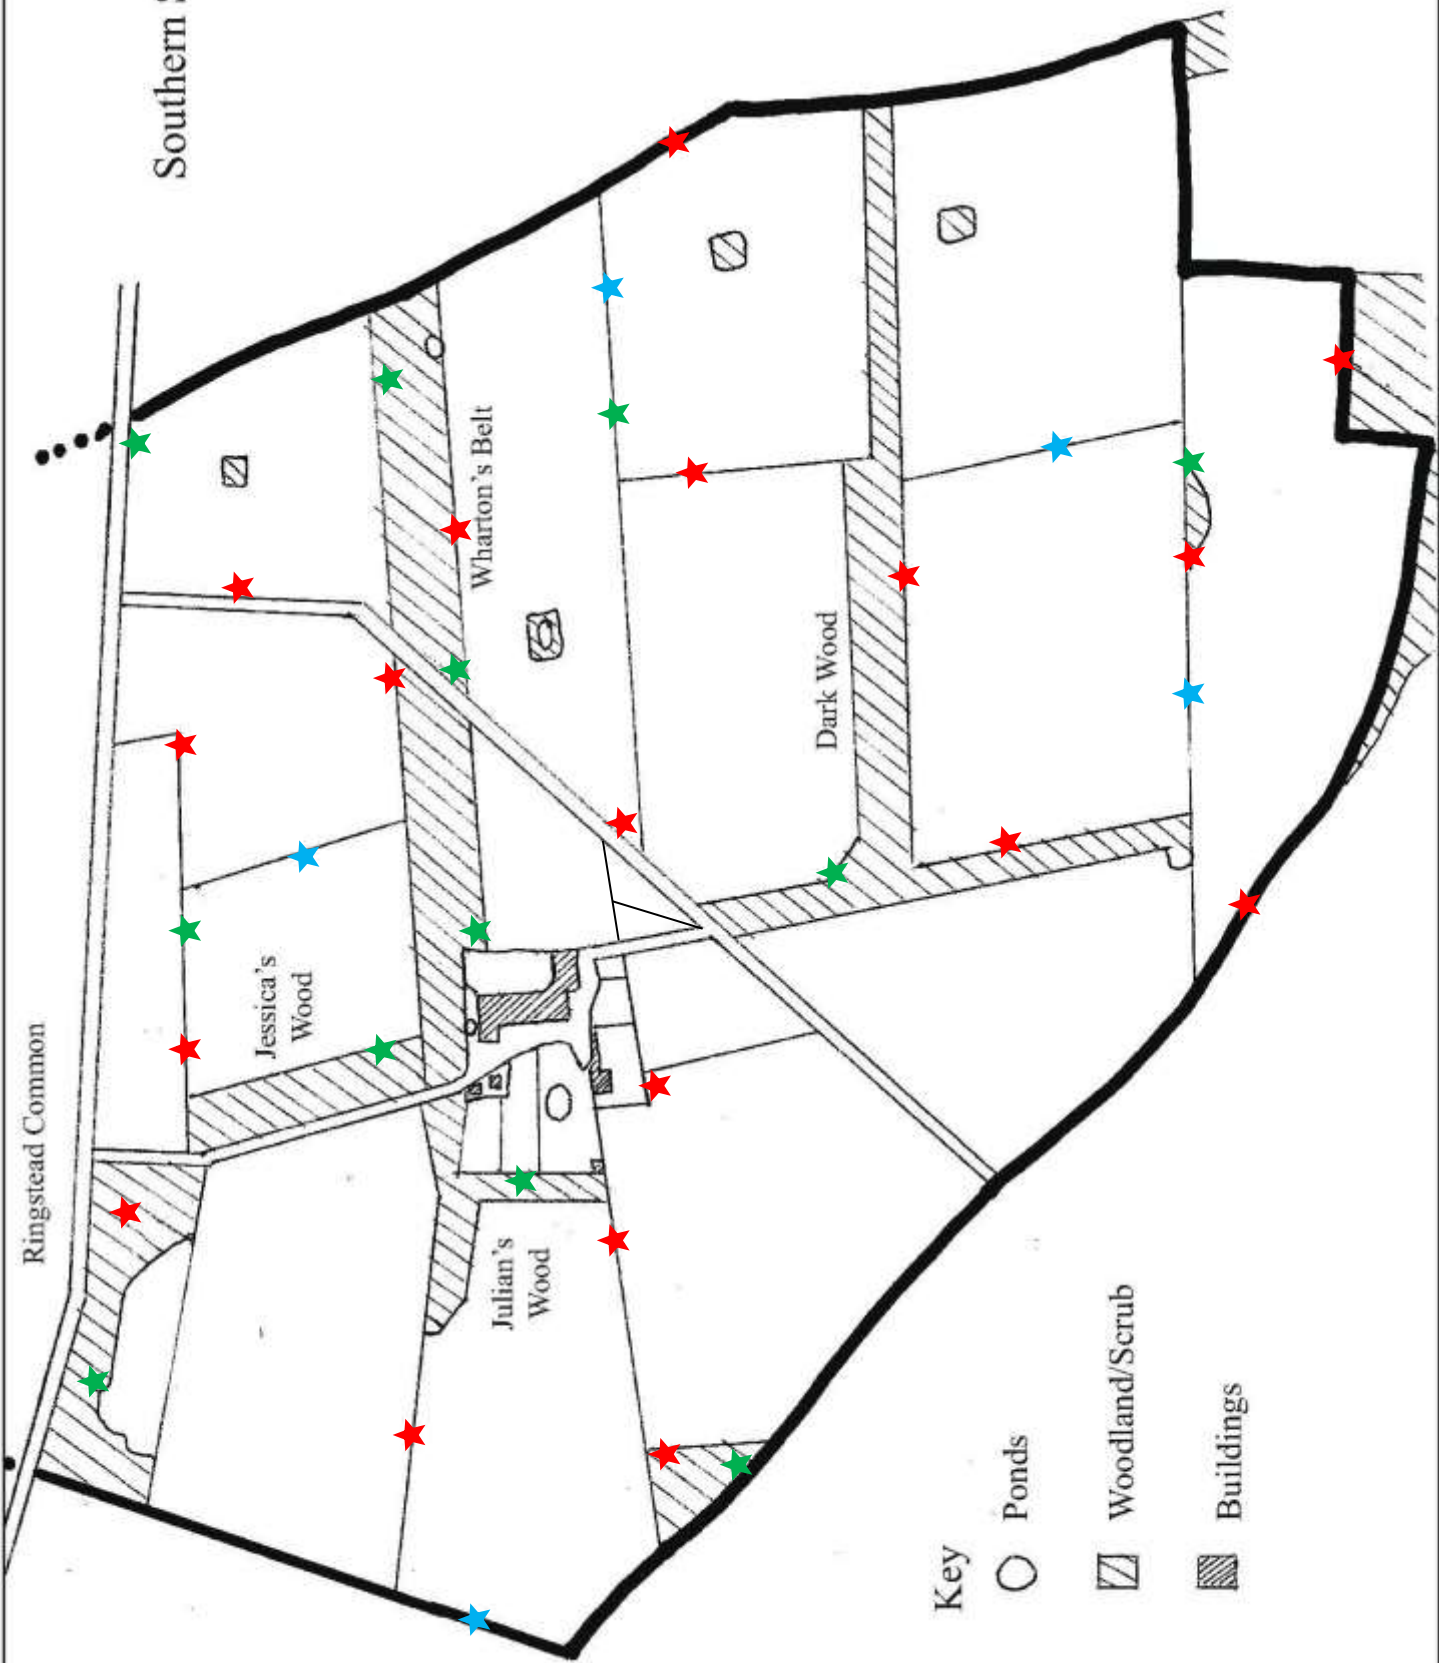 Southern
Ringstead Common
Jessica's
Wood
Wharton's Belt
Dark Wood
Julian's
Wood
Key
Ponds
Woodland/Scrub
Buildings